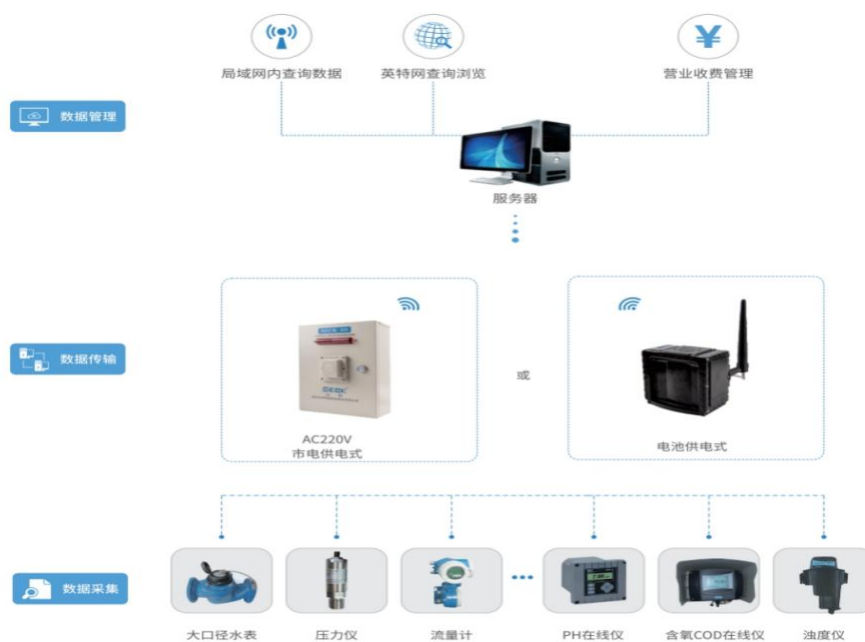 局域网内查询数据
英特网查询浏览
营业收费管理
数据管理
服务器
数据传输
或
AC220V
市电供电式
电池供电式
数据采集
大口径水表
压力仪
流量计
PH在线仪
含氧COD在线仪
浊度仪